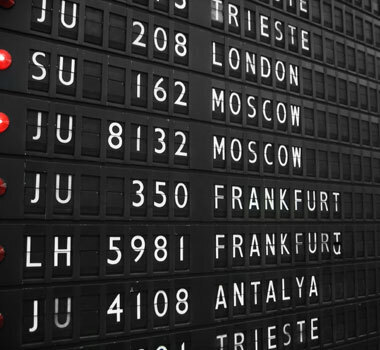 JU TRIESTE
JU 208 LONDON
SU 162 MOSCOW
JU 8132 MOSCOW
JU 350 FRANKFURT
LH 5981 FRANKFURT
JU 4108 ANTALYA
TRIESTE